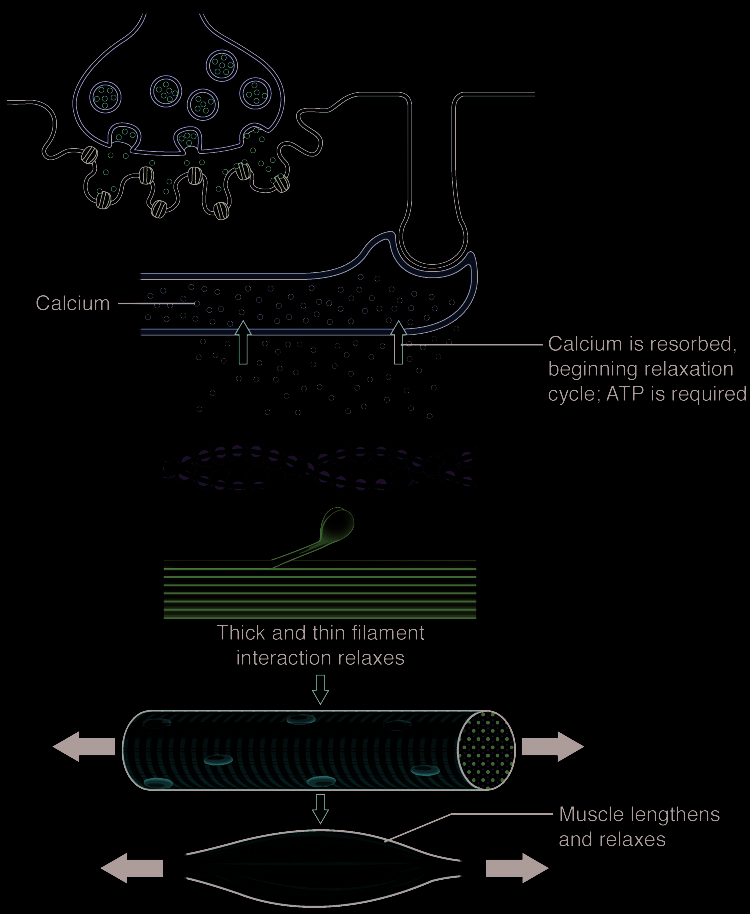 Calcium
Calcium is resorbed,
beginning relaxation
cycle; ATP is required
Thick and thin filament
interaction relaxes
Muscle lengthens
and relaxes